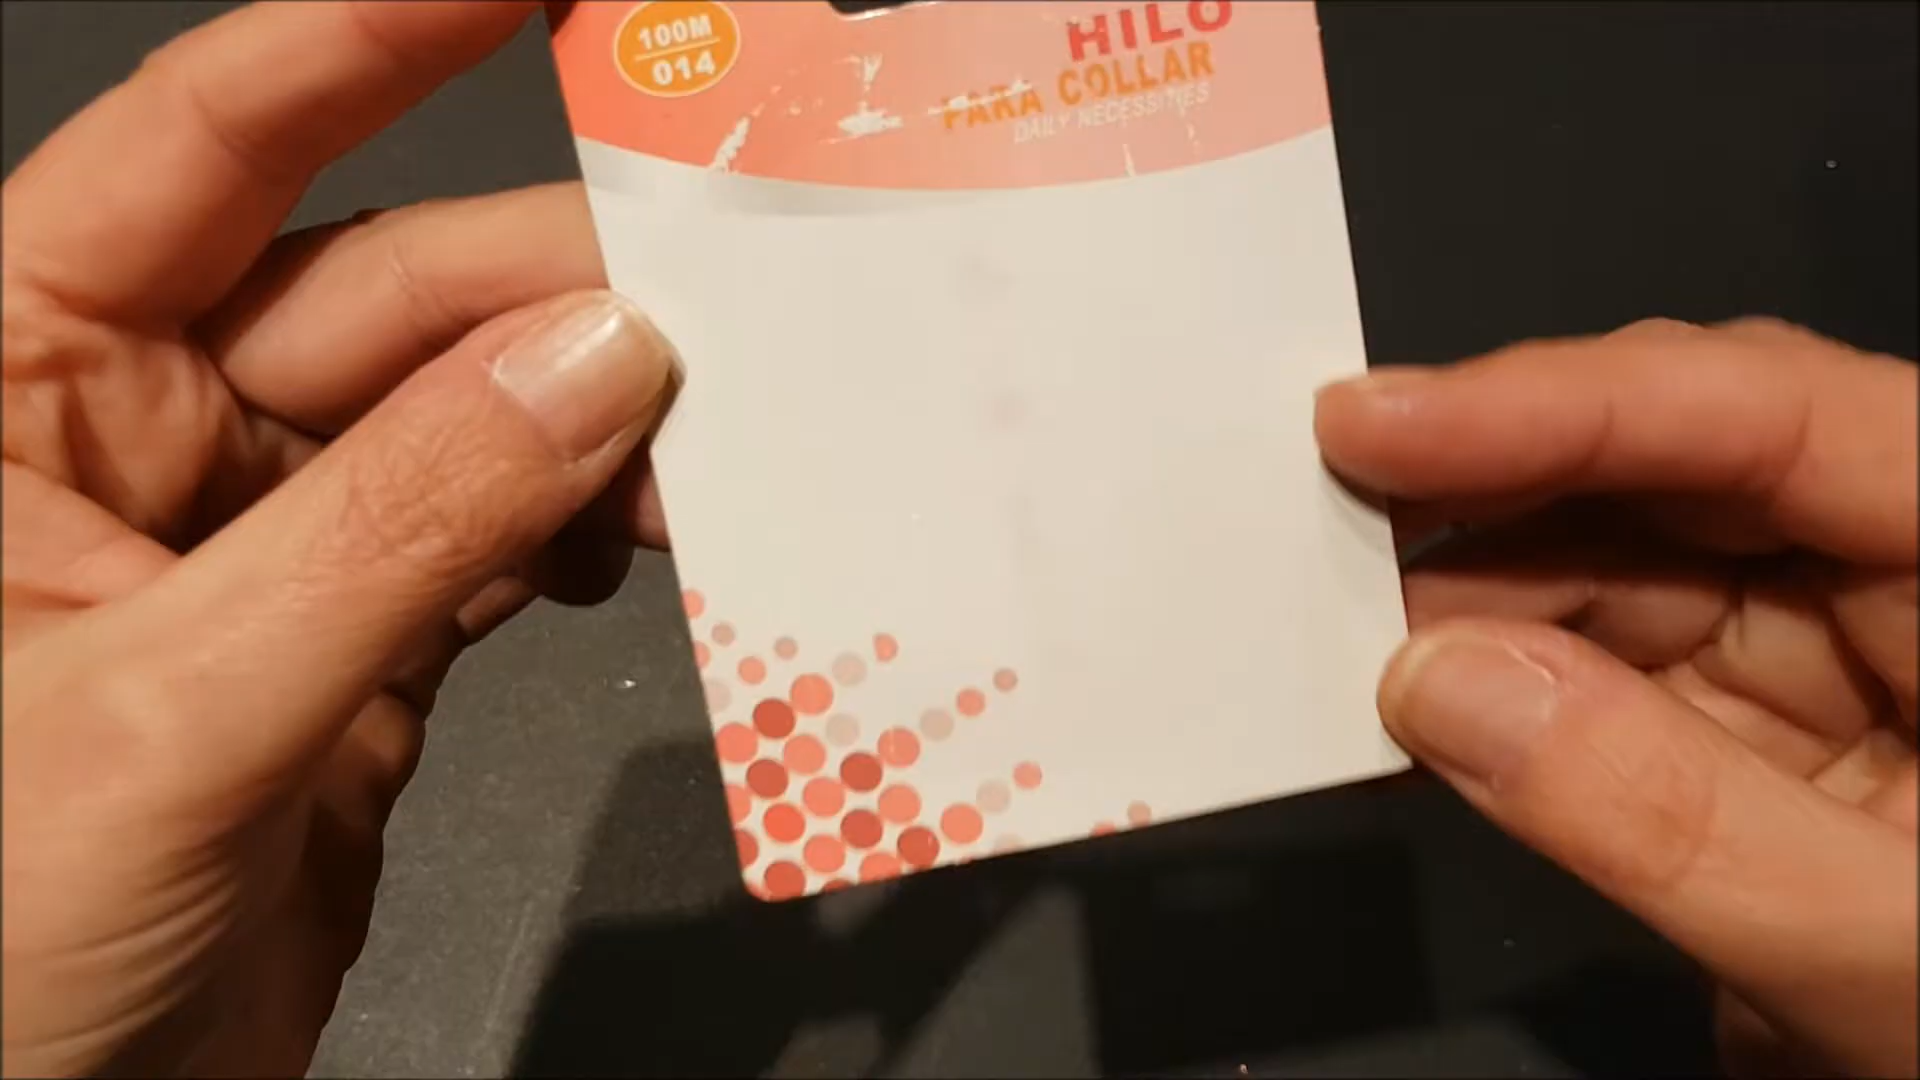 100M
014
HILO
PARA COLLAR
DAILY NECESSITIES